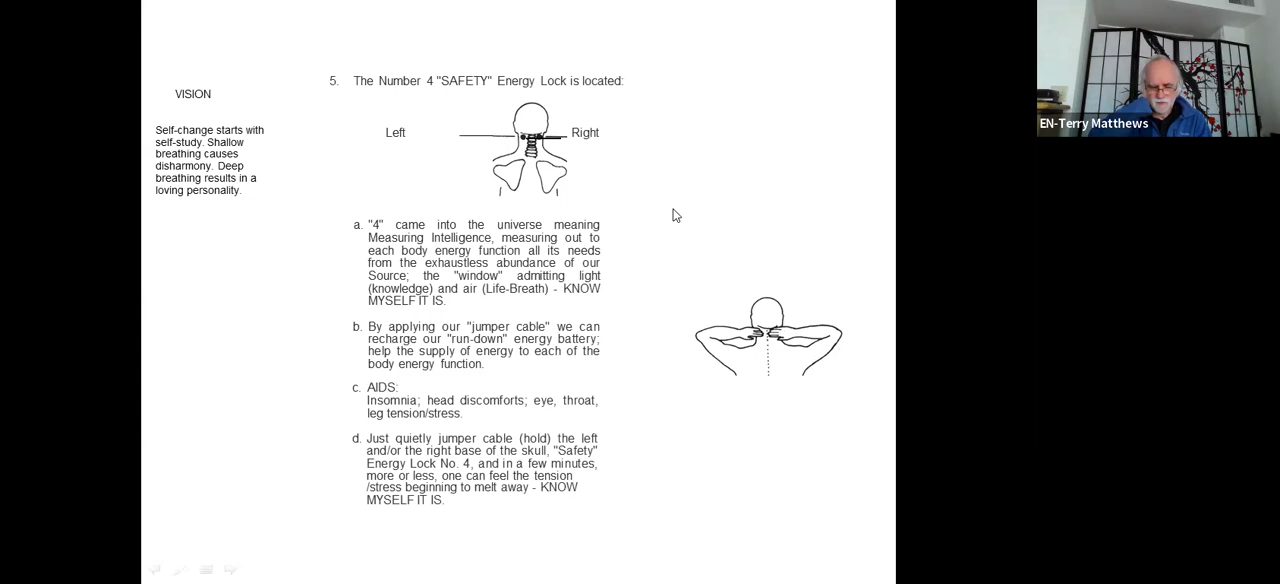 5. The Number 4 "SAFETY" Energy Lock is located:
VISION
Self-change starts with
self-study. Shallow
breathing causes
disharmony. Deep
breathing results in a
loving personality.
Left
Right
a. "4" came into the universe meaning
Measuring Intelligence, measuring out to
each body energy function all its needs
from the exhaustless abundance of our
Source; the "window" admitting light
(knowledge) and air (Life-Breath) - KNOW
MYSELF IT IS.
b. By applying our "jumper cable" we can
recharge our "run-down" energy battery;
help the supply of energy to each of the
body energy function.
c. AIDS:
Insomnia; head discomforts; eye, throat,
leg tension/stress.
d. Just quietly jumper cable (hold) the left
and/or the right base of the skull, "Safety"
Energy Lock No. 4, and in a few minutes,
more or less, one can feel the tension
/stress beginning to melt away - KNOW
MYSELF IT IS.
EN-Terry Matthews